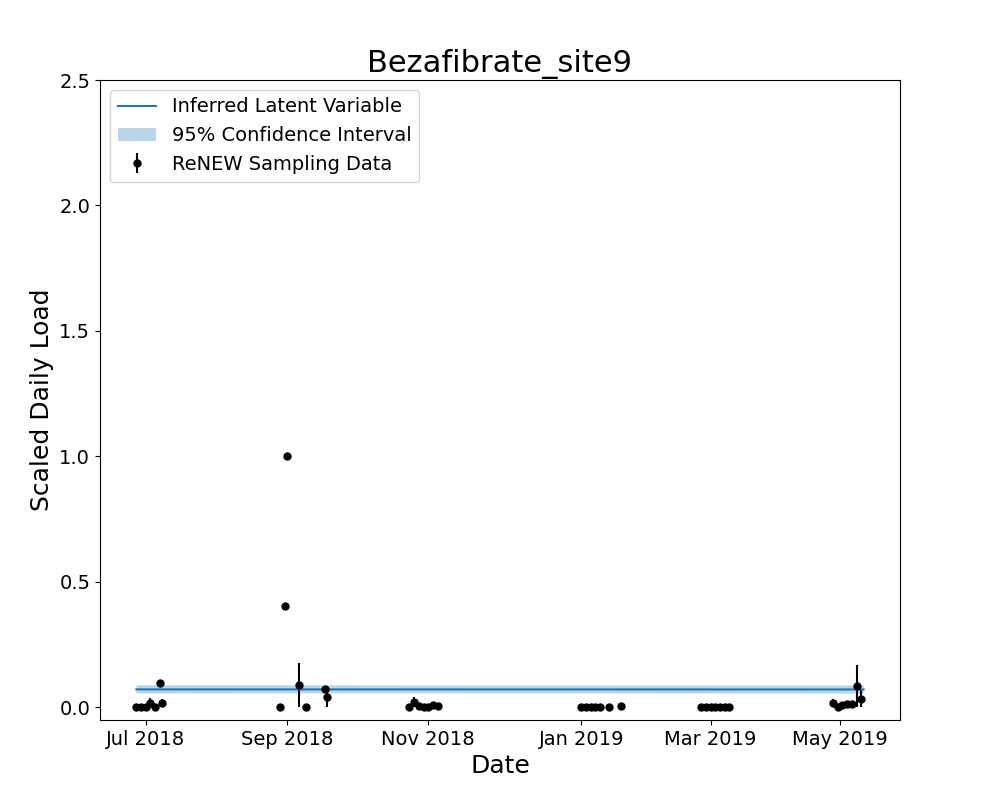 Bezafibrate_site9
2.5
Inferred Latent Variable
95% Confidence Interval
ReNEW Sampling Data
2.0
1.5
1.0
0.5
0.0
Scaled Daily Load
Jul 2018 Sep 2018 Nov 2018 Jan 2019 Mar 2019 May 2019
Date